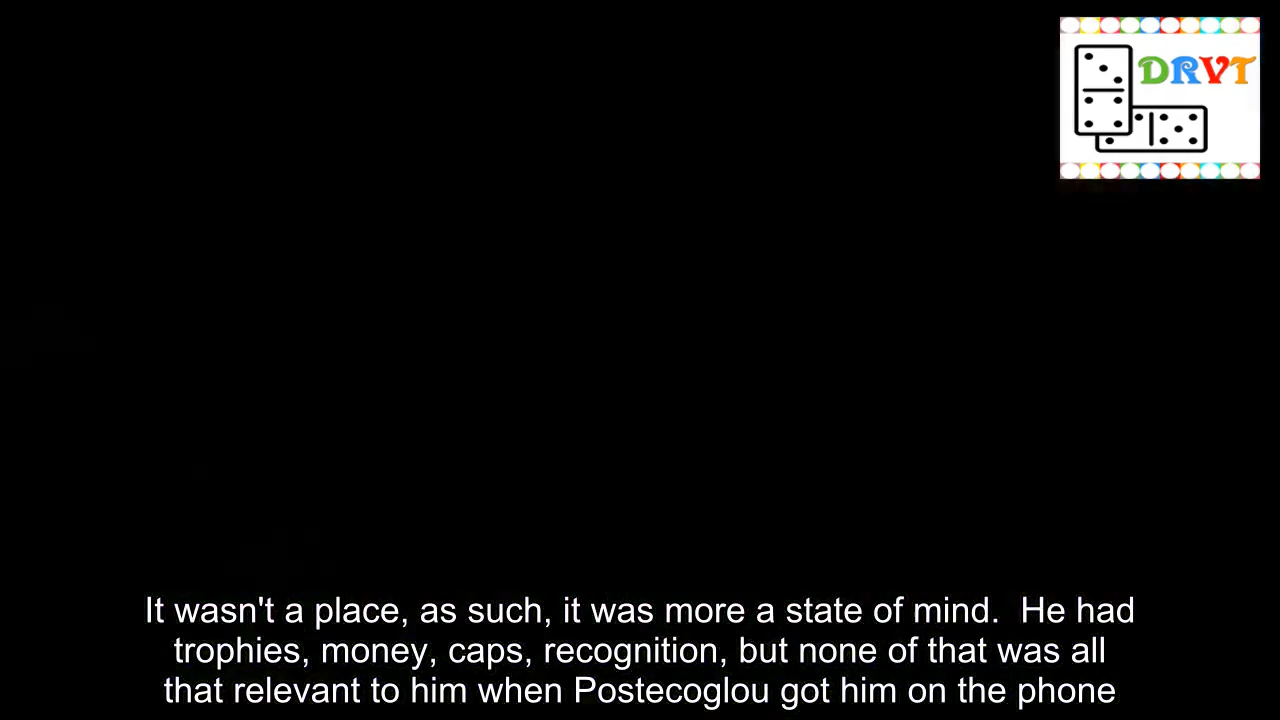 DRVT
It wasn't a place, as such, it was more a state of mind.  He had
trophies, money, caps, recognition, but none of that was all
that relevant to him when Postecoglou got him on the phone